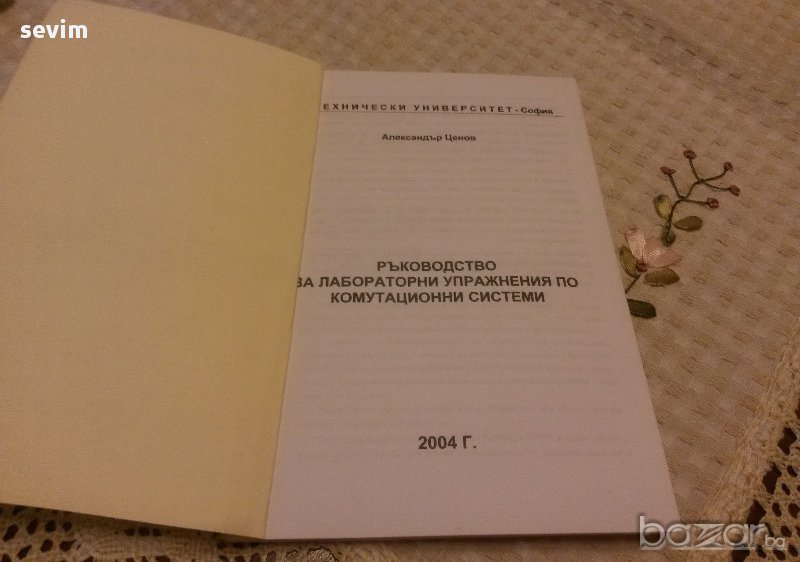 sevim
ЕХНИЧЕСКИ УНИВЕРСИТЕТ - София
Александър Ценов
РЪКОВОДСТВО
ЗА ЛАБОРАТОРНИ УПРАЖНЕНИЯ ПО
КОМУТАЦИОННИ СИСТЕМИ
2004 Г.
bazar.bg